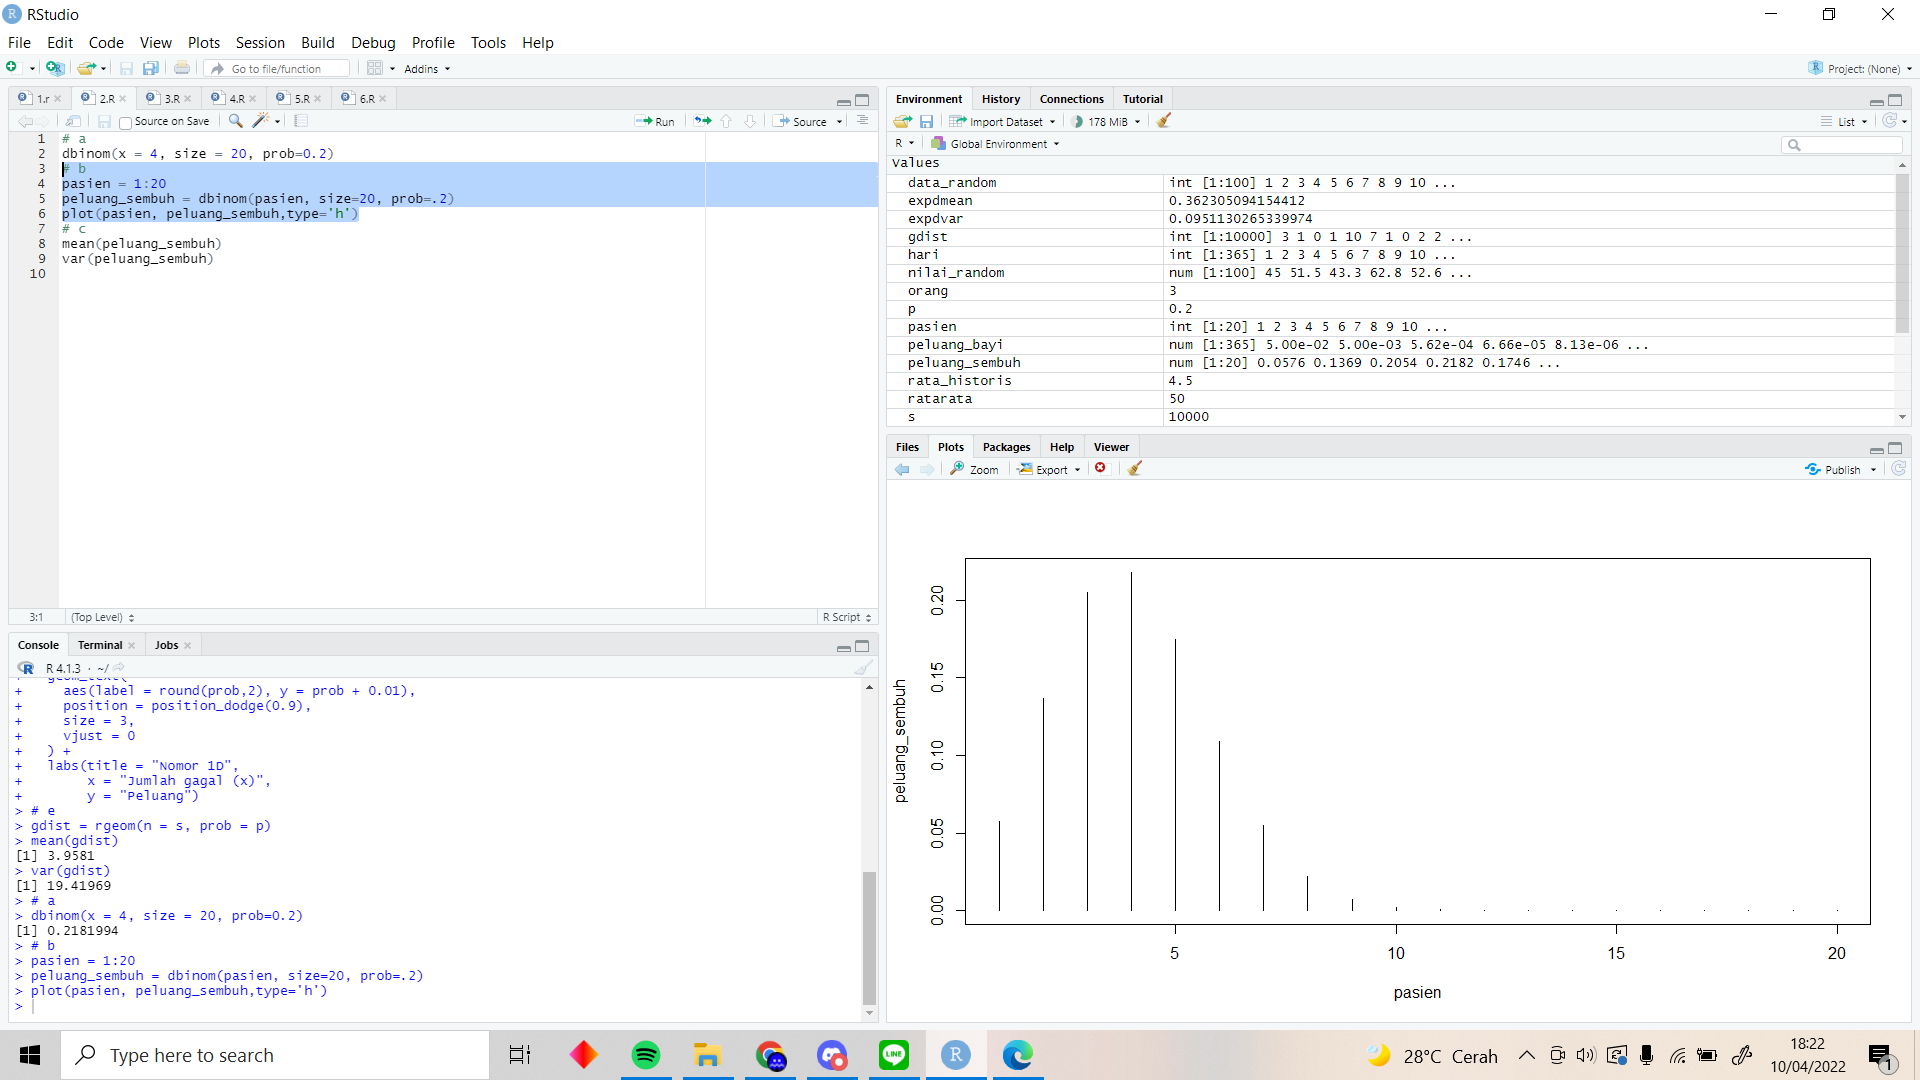 RStudio
File Edit Code View Plots Session Build Debug Profile Tools Help
Go to file/function Addins Project: (None)
1.r 2.R 3.R 4.R 5.R 6.R
Source on Save Run Source
1 # a
2 dbinom(x = 4, size = 20, prob=0.2)
3 # b
4 pasien = 1:20
5 peluang_sembuh = dbinom(pasien, size=20, prob=.2)
6 plot(pasien, peluang_sembuh,type='h')
7 # c
8 mean(peluang_sembuh)
9 var(peluang_sembuh)
10
3:1 (Top Level) R Script
Console Terminal Jobs
R 4.1.3 · ~/
+   geom_text(
+     aes(label = round(prob,2), y = prob + 0.01),
+     position = position_dodge(0.9),
+     size = 3,
+     vjust = 0
+   ) +
+   labs(title = "Nomor 1D",
+        x = "Jumlah gagal (x)",
+        y = "Peluang")
> # e
> gdist = rgeom(n = s, prob = p)
> mean(gdist)
[1] 3.9581
> var(gdist)
[1] 19.41969
> # a
> dbinom(x = 4, size = 20, prob=0.2)
[1] 0.2181994
> # b
> pasien = 1:20
> peluang_sembuh = dbinom(pasien, size=20, prob=.2)
> plot(pasien, peluang_sembuh,type='h')
>
Environment History Connections Tutorial
Import Dataset 178 MiB List
R Global Environment
Values
data_random int [1:100] 1 2 3 4 5 6 7 8 9 10 ...
expdmean 0.362305094154412
expdvar 0.0951130265339974
gdist int [1:10000] 3 1 0 1 10 7 1 0 2 2 ...
hari int [1:365] 1 2 3 4 5 6 7 8 9 10 ...
nilai_random num [1:100] 45 51.5 43.3 62.8 52.6 ...
orang 3
p 0.2
pasien int [1:20] 1 2 3 4 5 6 7 8 9 10 ...
peluang_bayi num [1:365] 5.00e-02 5.00e-03 5.62e-04 6.66e-05 8.13e-06 ...
peluang_sembuh num [1:20] 0.0576 0.1369 0.2054 0.2182 0.1746 ...
rata_historis 4.5
ratarata 50
s 10000
Files Plots Packages Help Viewer
Zoom Export Publish
peluang_sembuh
0.20
0.15
0.10
0.05
0.00
5 10 15 20
pasien
Type here to search
LINE
R
28°C Cerah
18:22
10/04/2022
1